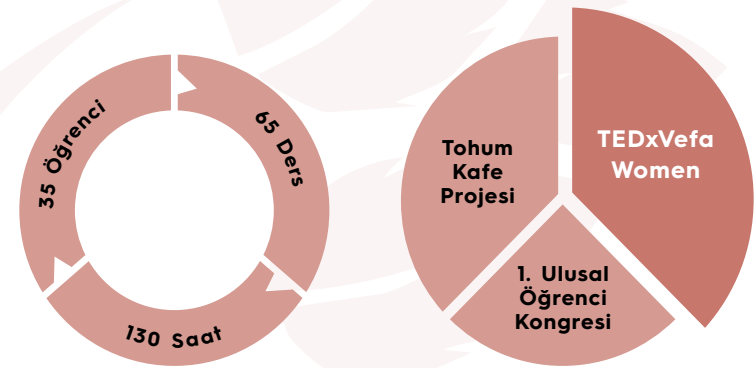 35 Öğrenci
65 Ders
130 Saat
Tohum
Kafe
Projesi
TEDxVefa
Women
1. Ulusal
Öğrenci
Kongresi